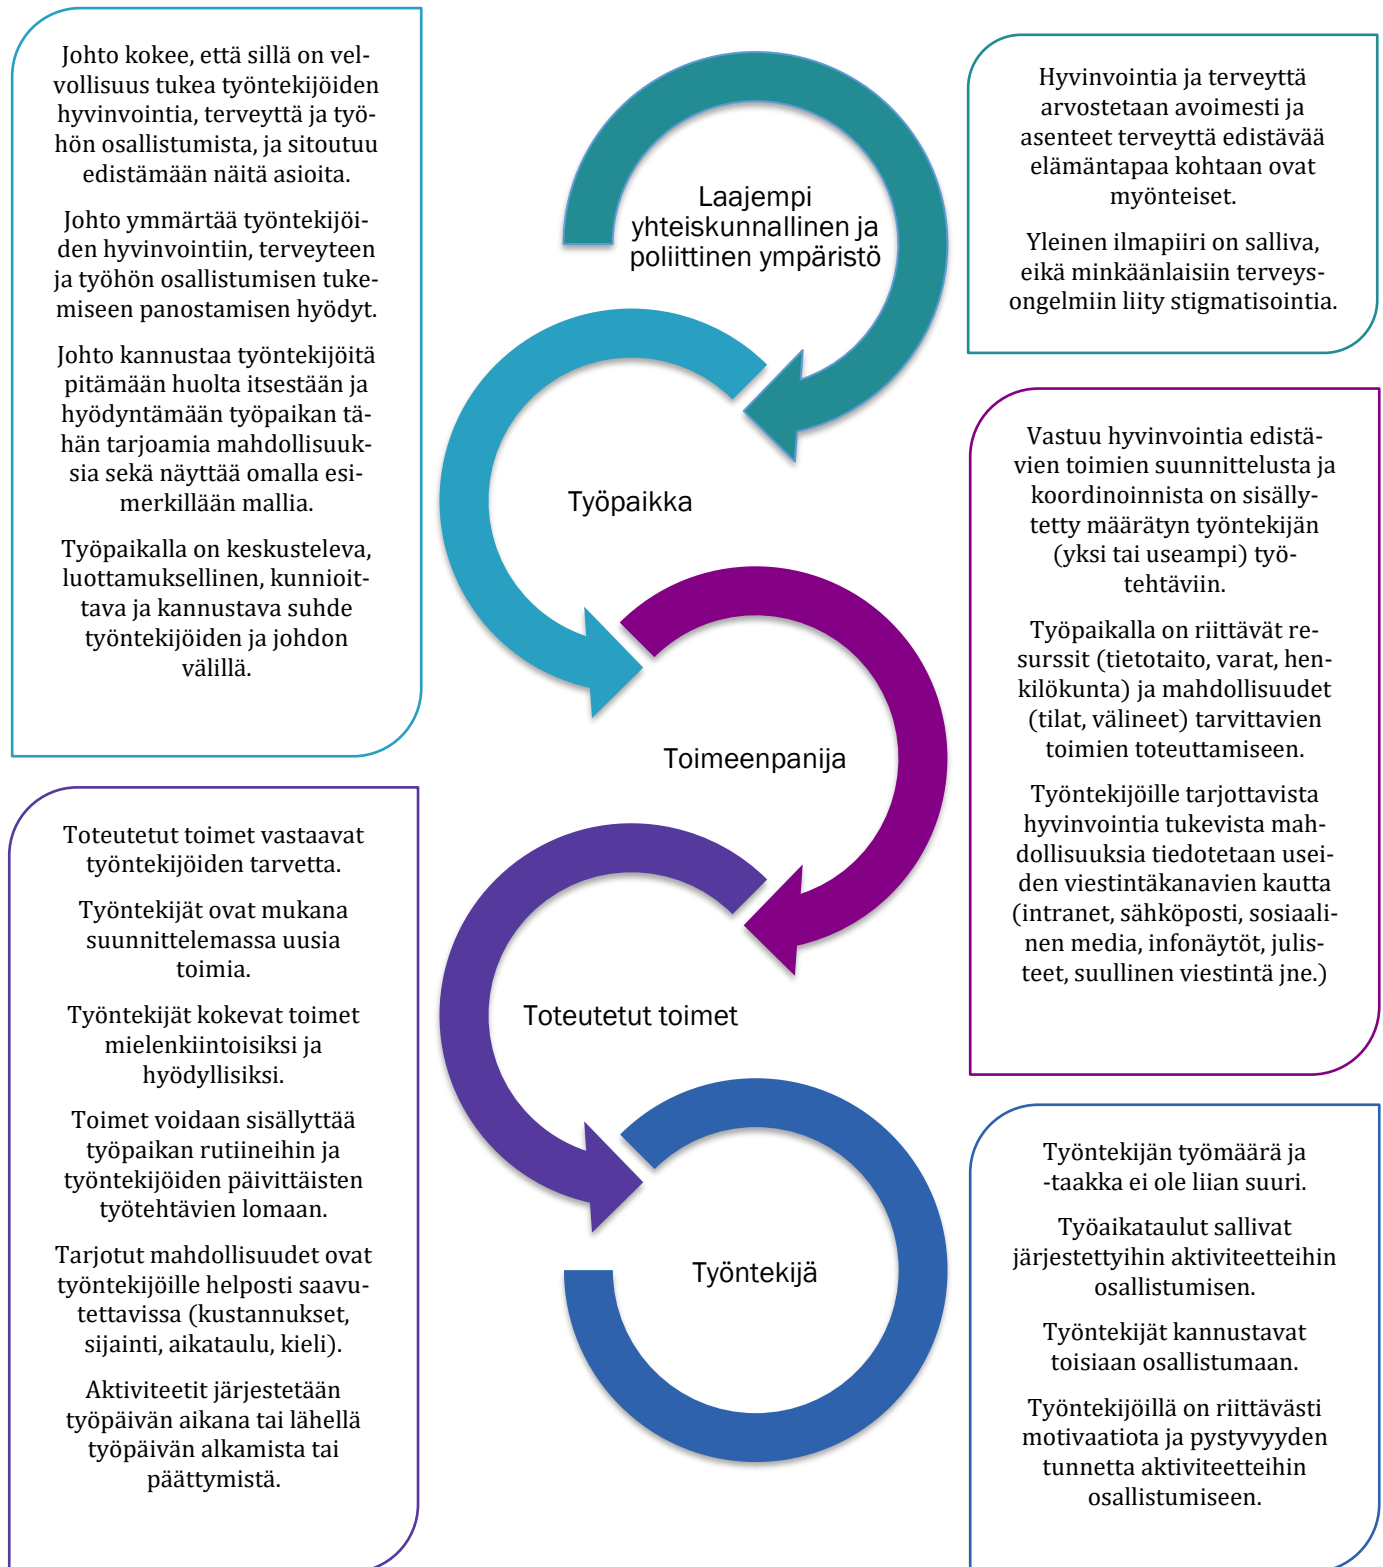 Johto kokee, että sillä on vel-
vollisuus tukea työntekijöiden
hyvinvointia, terveyttä ja työ-
hön osallistumista, ja sitoutuu
edistämään näitä asioita.
Johto ymmärtää työntekijöi-
den hyvinvointiin, terveyteen
ja työhön osallistumisen tuke-
miseen panostamisen hyödyt.
Johto kannustaa työntekijöitä
pitämään huolta itsestään ja
hyödyntämään työpaikan tä-
hän tarjoamia mahdollisuuk-
sia sekä näyttää omalla esi-
merkillään mallia.
Työpaikalla on keskusteleva,
luottamuksellinen, kunnioit-
tava ja kannustava suhde
työntekijöiden ja johdon
välillä.
Laajempi
yhteiskunnallinen ja
poliittinen ympäristö
Hyvinvointia ja terveyttä
arvostetaan avoimesti ja
asenteet terveyttä edistävää
elämäntapaa kohtaan ovat
myönteiset.
Yleinen ilmapiiri on salliva,
eikä minkäänlaisiin terveys-
ongelmiin liity stigmatisointia.
Työpaikka
Toimeenpanija
Vastuu hyvinvointia edistä-
vien toimien suunnittelusta ja
koordinoinnista on sisälly-
tetty määrätyn työntekijän
(yksi tai useampi) työ-
tehtäviin.
Työpaikalla on riittävät re-
surssit (tietotaito, varat, hen-
kilökunta) ja mahdollisuudet
(tilat, välineet) tarvittavien
toimien toteuttamiseen.
Työntekijöille tarjottavista
hyvinvointia tukevista mah-
dollisuuksia tiedotetaan usei-
den viestintäkanavien kautta
(intranet, sähköposti, sosiaali-
nen media, infonäytöt, julis-
teet, suullinen viestintä jne.)
Toteutetut toimet vastaavat
työntekijöiden tarvetta.
Työntekijät ovat mukana
suunnittelemassa uusia
toimia.
Työntekijät kokevat toimet
mielenkiintoisiksi ja
hyödyllisiksi.
Toimet voidaan sisällyttää
työpaikan rutiineihin ja
työntekijöiden päivittäisten
työtehtävien lomaan.
Tarjotut mahdollisuudet ovat
työntekijöille helposti saavu-
tettavissa (kustannukset,
sijainti, aikataulu, kieli).
Aktiviteetit järjestetään
työpäivän aikana tai lähellä
työpäivän alkamista tai
päättymistä.
Toteutetut toimet
Työntekijä
Työntekijän työmäärä ja
-taakka ei ole liian suuri.
Työaikataulut sallivat
järjestettyihin aktiviteetteihin
osallistumisen.
Työntekijät kannustavat
toisiaan osallistumaan.
Työntekijöillä on riittävästi
motivaatiota ja pystyvyyden
tunnetta aktiviteetteihin
osallistumiseen.